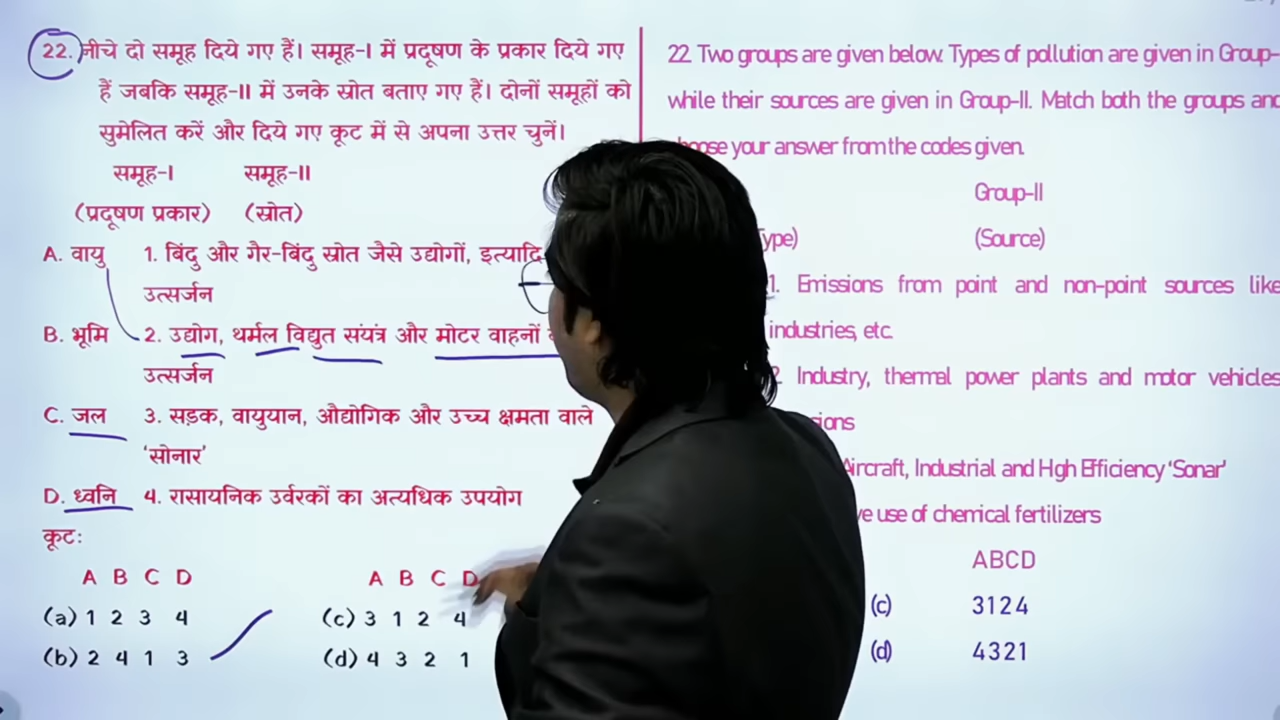 22. नीचे दो समूह दिये गए हैं। समूह-I में प्रदूषण के प्रकार दिये गए
हैं जबकि समूह-II में उनके स्रोत बताए गए हैं। दोनों समूहों को
सुमेलित करें और दिये गए कूट में से अपना उत्तर चुनें।
समूह-I समूह-II
(प्रदूषण प्रकार) (स्रोत)
A. वायु 1. बिंदु और गैर-बिंदु स्रोत जैसे उद्योगों, इत्यादि
उत्सर्जन
B. भूमि 2. उद्योग, थर्मल विद्युत संयंत्र और मोटर वाहनों
उत्सर्जन
C. जल 3. सड़क, वायुयान, औद्योगिक और उच्च क्षमता वाले
‘सोनार’
D. ध्वनि 4. रासायनिक उर्वरकों का अत्यधिक उपयोग
कूटः
A B C D A B C D
(a) 1 2 3 4 (c) 3 1 2 4
(b) 2 4 1 3 (d) 4 3 2 1
22. Two groups are given below. Types of pollution are given in Group-
while their sources are given in Group-II. Match both the groups and
your answer from the codes given.
Group-II
(Source)
1. Emissions from point and non-point sources like
industries, etc.
2. Industry, thermal power plants and motor vehicles
Aircraft, Industrial and High Efficiency ‘Sonar’
use of chemical fertilizers
ABCD
(c) 3124
(d) 4321